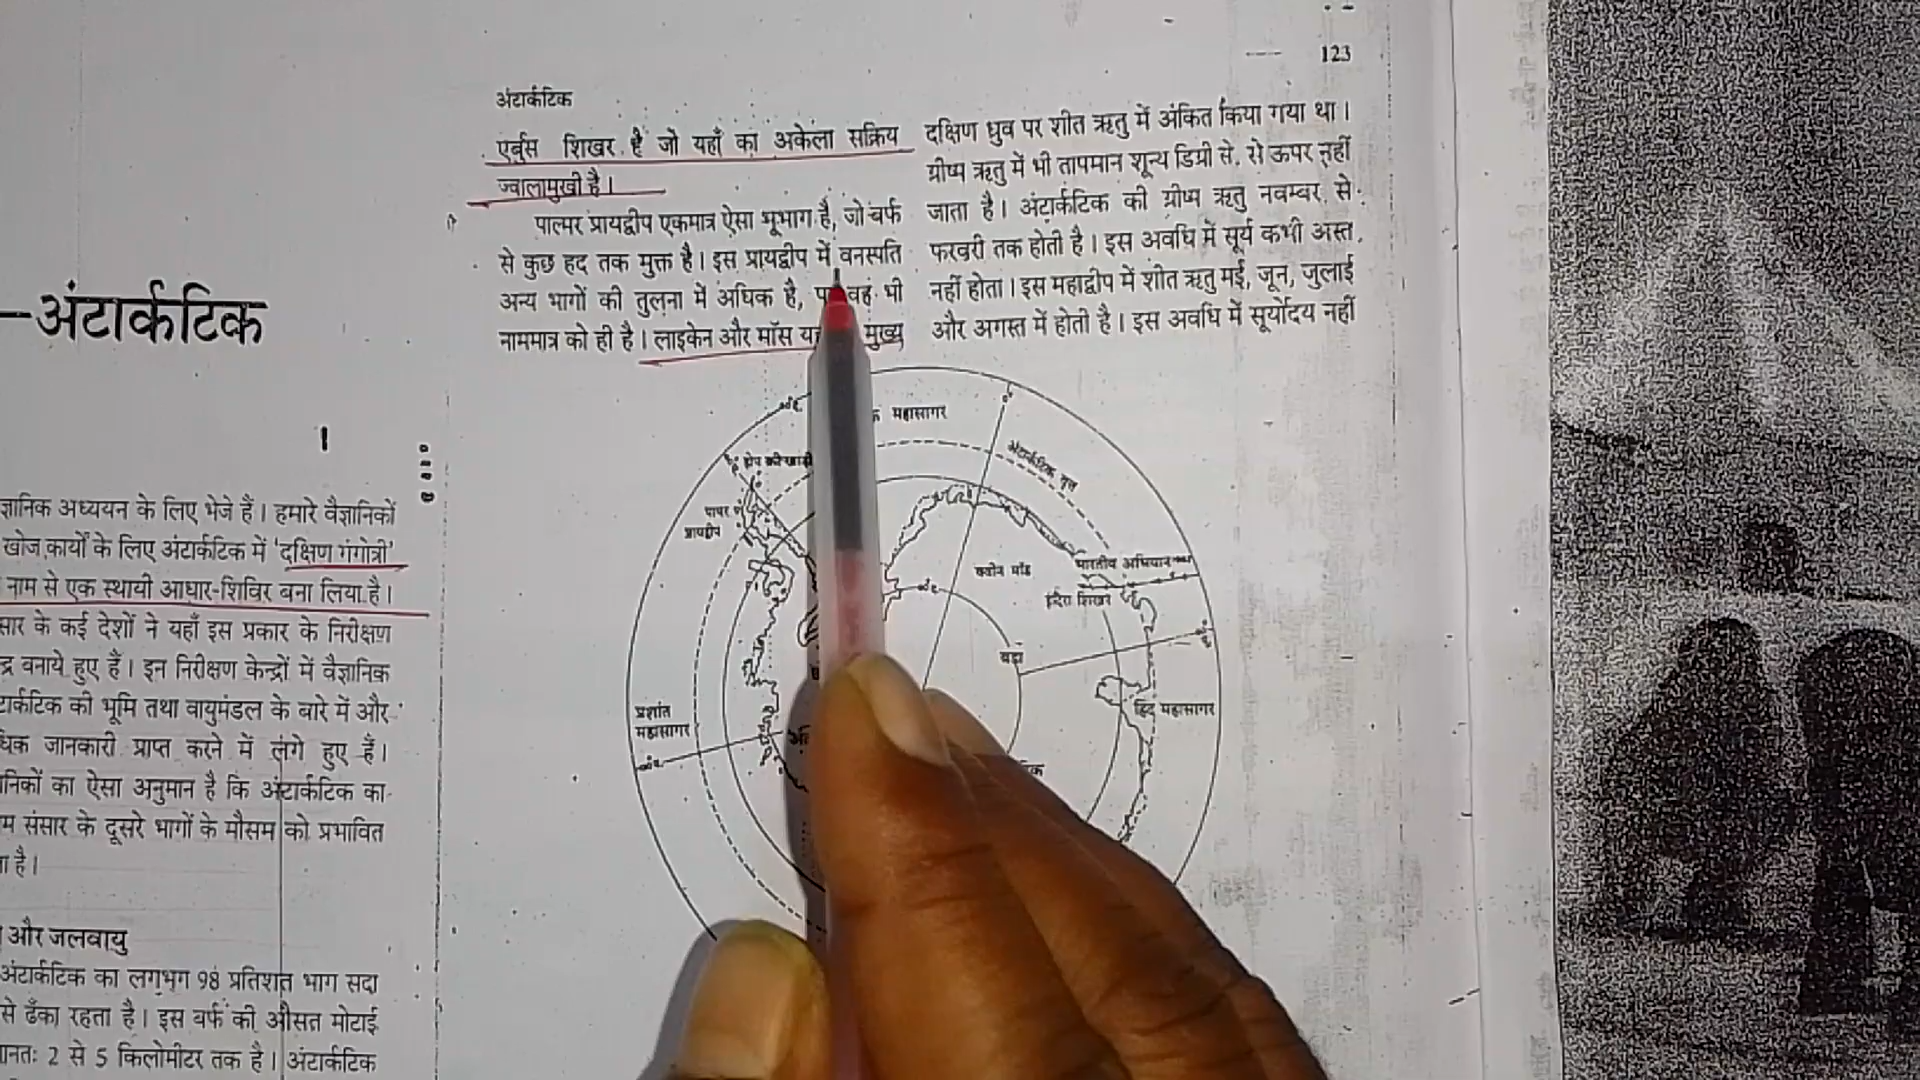 123
अंटार्कटिक
एर्बुस शिखर है जो यहाँ का अकेला सक्रिय
ज्वालामुखी है।
पाल्मर प्रायद्वीप एकमात्र ऐसा भूभाग है, जो बर्फ
से कुछ हद तक मुक्त है। इस प्रायद्वीप में वनस्पति
अन्य भागों की तुलना में अधिक है, वह भी
नाममात्र को ही है। लाइकेन और मॉस मुख्य
दक्षिण ध्रुव पर शीत ऋतु में अंकित किया गया था।
ग्रीष्म ऋतु में भी तापमान शून्य डिग्री से. से ऊपर नहीं
जाता है। अंटार्कटिक की ग्रीष्म ऋतु नवम्बर से
फरवरी तक होती है। इस अवधि में सूर्य कभी अस्त
नहीं होता। इस महाद्वीप में शीत ऋतु मई, जून, जुलाई
और अगस्त में होती है। इस अवधि में सूर्योदय नहीं
—अंटार्कटिक
महासागर
अंटार्कटिक वृत्त
प्रायद्वीप
क्वीन मॉड
भारतीय अभियान
इंदिरा शिखर
प्रशांत
महासागर
हिंद महासागर
अध्ययन के लिए भेजे हैं। हमारे वैज्ञानिकों
खोज कार्यों के लिए अंटार्कटिक में 'दक्षिण गंगोत्री'
नाम से एक स्थायी आधार-शिविर बना लिया है।
के कई देशों ने यहाँ इस प्रकार के निरीक्षण
बनाये हुए हैं। इन निरीक्षण केन्द्रों में वैज्ञानिक
की भूमि तथा वायुमंडल के बारे में और
जानकारी प्राप्त करने में लगे हुए हैं।
का ऐसा अनुमान है कि अंटार्कटिक का
संसार के दूसरे भागों के मौसम को प्रभावित
है।
और जलवायु
अंटार्कटिक का लगभग 98 प्रतिशत भाग सदा
से ढँका रहता है। इस बर्फ की औसत मोटाई
2 से 5 किलोमीटर तक है। अंटार्कटिक